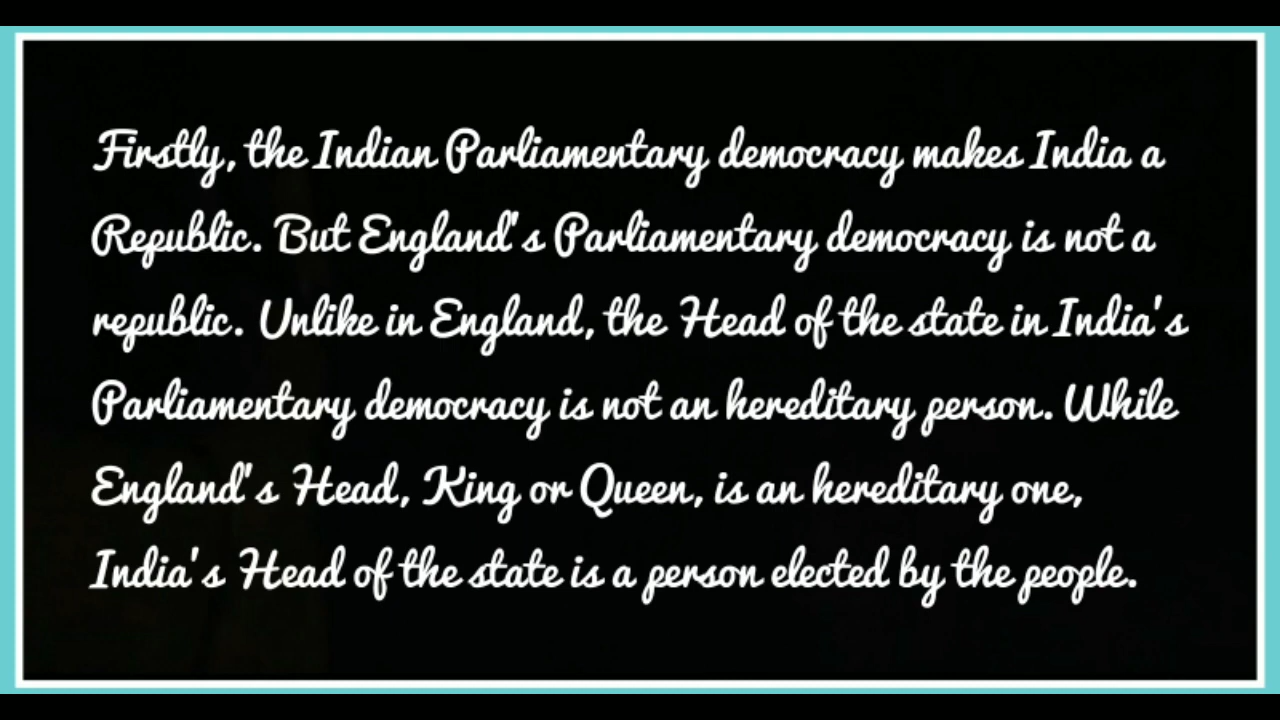 Firstly, the Indian Parliamentary democracy makes India a
Republic. But England's Parliamentary democracy is not a
republic. Unlike in England, the Head of the state in India's
Parliamentary democracy is not an hereditary person. While
England's Head, King or Queen, is an hereditary one,
India's Head of the state is a person elected by the people.